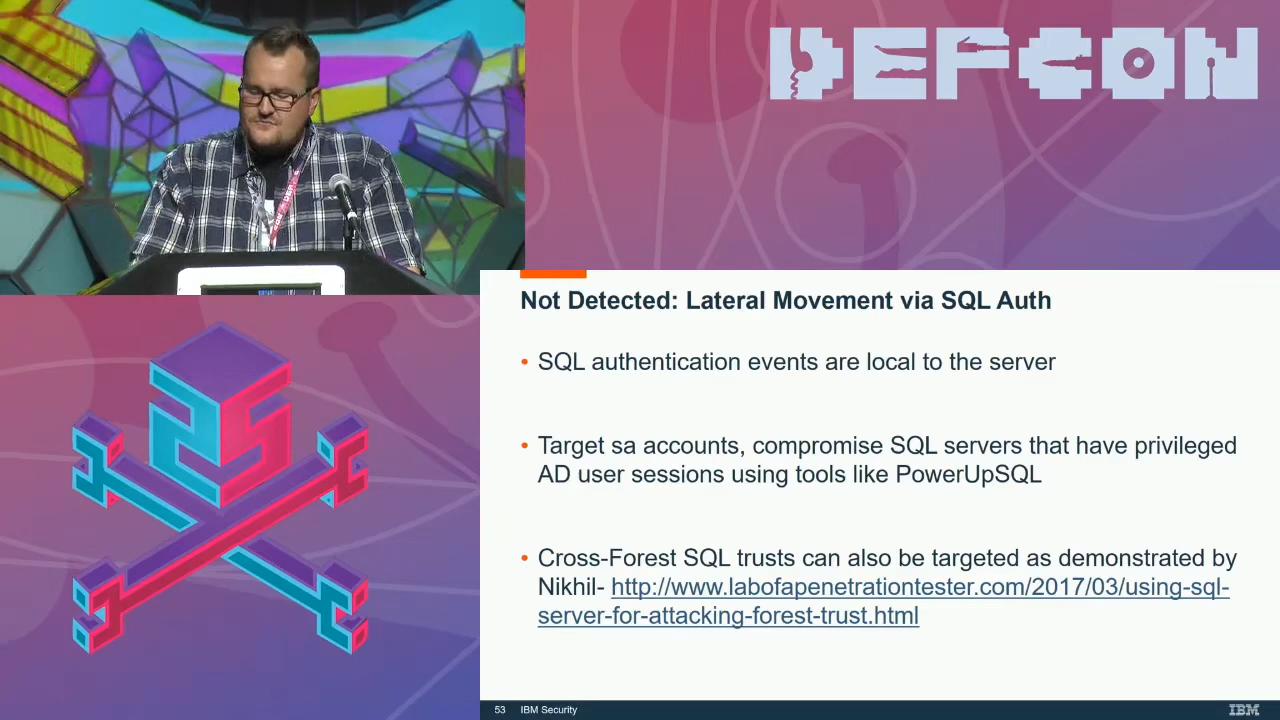 DEFCON
Not Detected: Lateral Movement via SQL Auth
• SQL authentication events are local to the server
• Target sa accounts, compromise SQL servers that have privileged
AD user sessions using tools like PowerUpSQL
• Cross-Forest SQL trusts can also be targeted as demonstrated by
Nikhil- http://www.labofapenetrationtester.com/2017/03/using-sql-
server-for-attacking-forest-trust.html
53 IBM Security
IBM